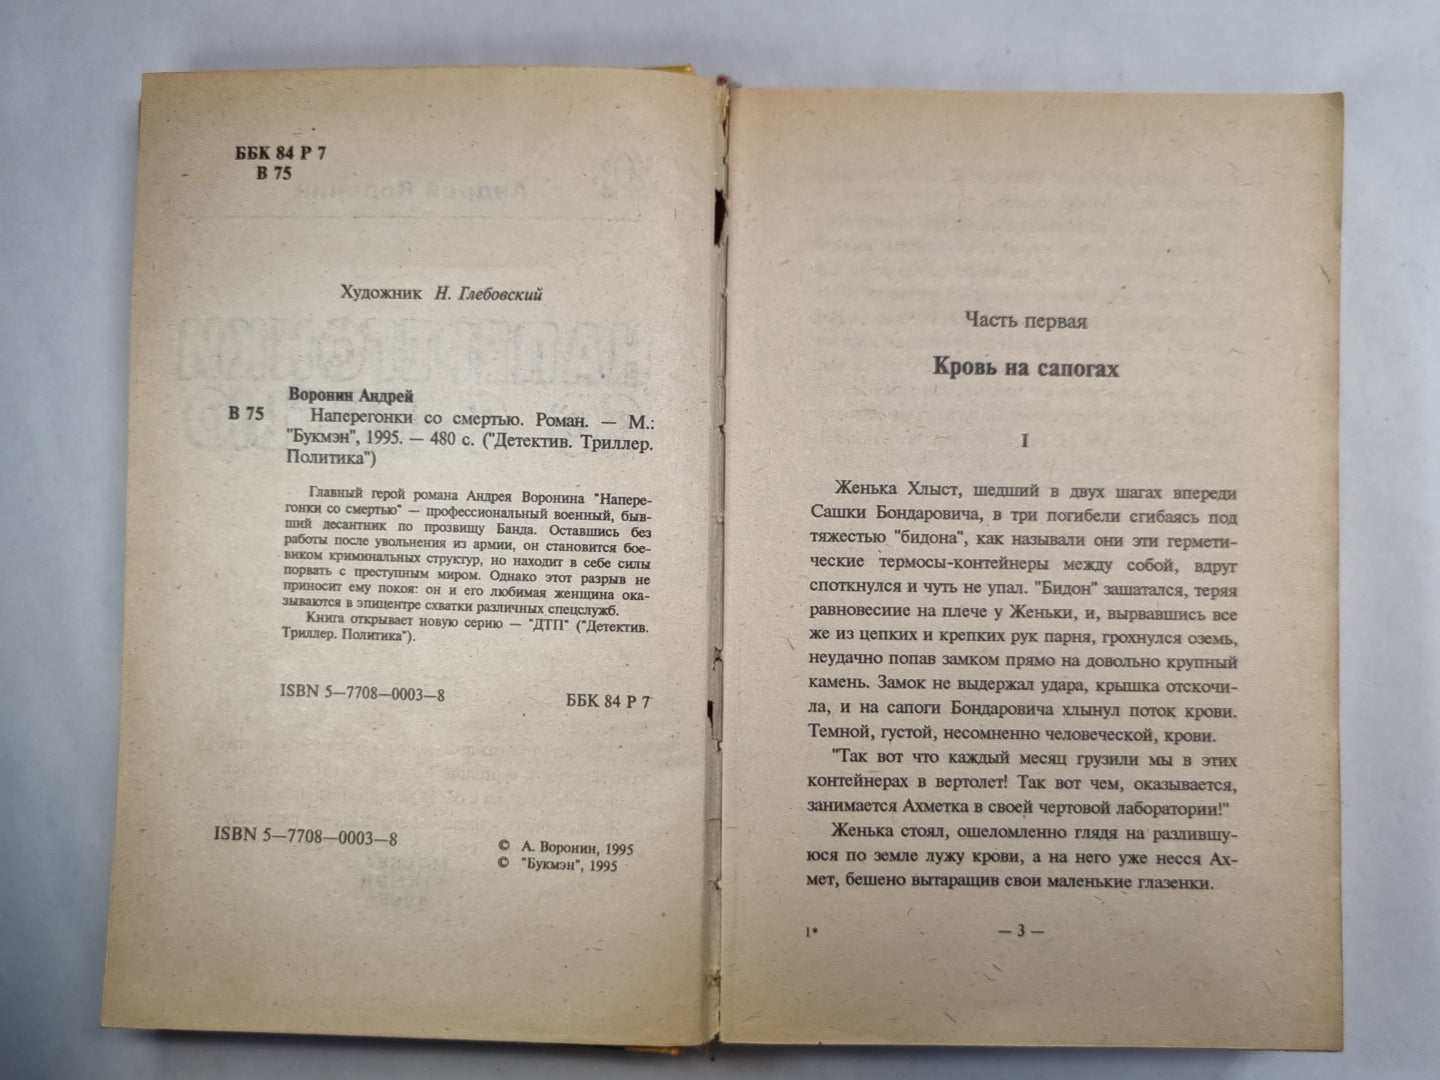 ББК 84 Р 7
В 75
Художник Н. Глебовский
Воронин Андрей
В 75 Наперегонки со смертью. Роман. — М.:
"Букмэн", 1995. — 480 с. ("Детектив. Триллер.
Политика")
Главный герой романа Андрея Воронина "Напере-
гонки со смертью" — профессиональный военный, быв-
ший десантник по прозвищу Банда. Оставшись без
работы после увольнения из армии, он становится бое-
виком криминальных структур, но находит в себе силы
порвать с преступным миром. Однако этот разрыв не
приносит ему покоя: он и его любимая женщина ока-
зываются в эпицентре схватки различных спецслужб.
Книга открывает новую серию — "ДТП" ("Детектив.
Триллер. Политика").
ISBN 5—7708—0003—8 ББК 84 Р 7
ISBN 5—7708—0003—8
© А. Воронин, 1995
© "Букмэн", 1995
Часть первая
Кровь на сапогах
I
Женька Хлыст, шедший в двух шагах впереди
Сашки Бондаровича, в три погибели сгибаясь под
тяжестью "бидона", как называли они эти гермети-
ческие термосы-контейнеры между собой, вдруг
споткнулся и чуть не упал. "Бидон" зашатался, теряя
равновесиие на плече у Женьки, и, вырвавшись все
же из цепких и крепких рук парня, грохнулся оземь,
неудачно попав замком прямо на довольно крупный
камень. Замок не выдержал удара, крышка отскочи-
ла, и на сапоги Бондаровича хлынул поток крови.
Темной, густой, несомненно человеческой, крови.
"Так вот что каждый месяц грузили мы в этих
контейнерах в вертолет! Так вот чем, оказывается,
занимается Ахметка в своей чертовой лаборатории!"
Женька стоял, ошеломленно глядя на разливщу-
юся по земле лужу крови, а на него уже несся Ах-
мет, бешено вытаращив свои маленькие глазенки.
1*
— 3 —